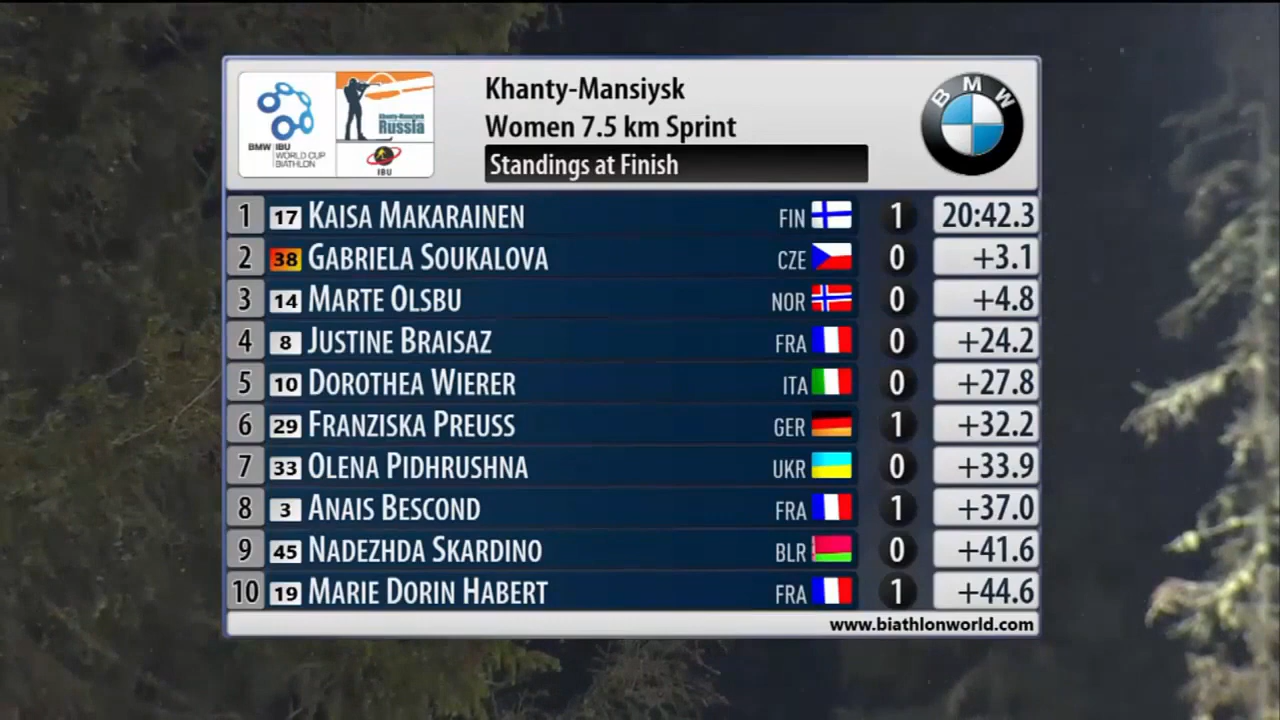 Khanty-Mansiysk
Women 7.5 km Sprint
Standings at Finish
BMW IBU
WORLD CUP
BIATHLON
Khanty-Mansiysk
Russia
IBU
BMW
1 17 KAISA MAKARAINEN FIN 1 20:42.3
2 38 GABRIELA SOUKALOVA CZE 0 +3.1
3 14 MARTE OLSBU NOR 0 +4.8
4 8 JUSTINE BRAISAZ FRA 0 +24.2
5 10 DOROTHEA WIERER ITA 0 +27.8
6 29 FRANZISKA PREUSS GER 1 +32.2
7 33 OLENA PIDHRUSHNA UKR 0 +33.9
8 3 ANAIS BESCOND FRA 1 +37.0
9 45 NADEZHDA SKARDINO BLR 0 +41.6
10 19 MARIE DORIN HABERT FRA 1 +44.6
www.biathlonworld.com